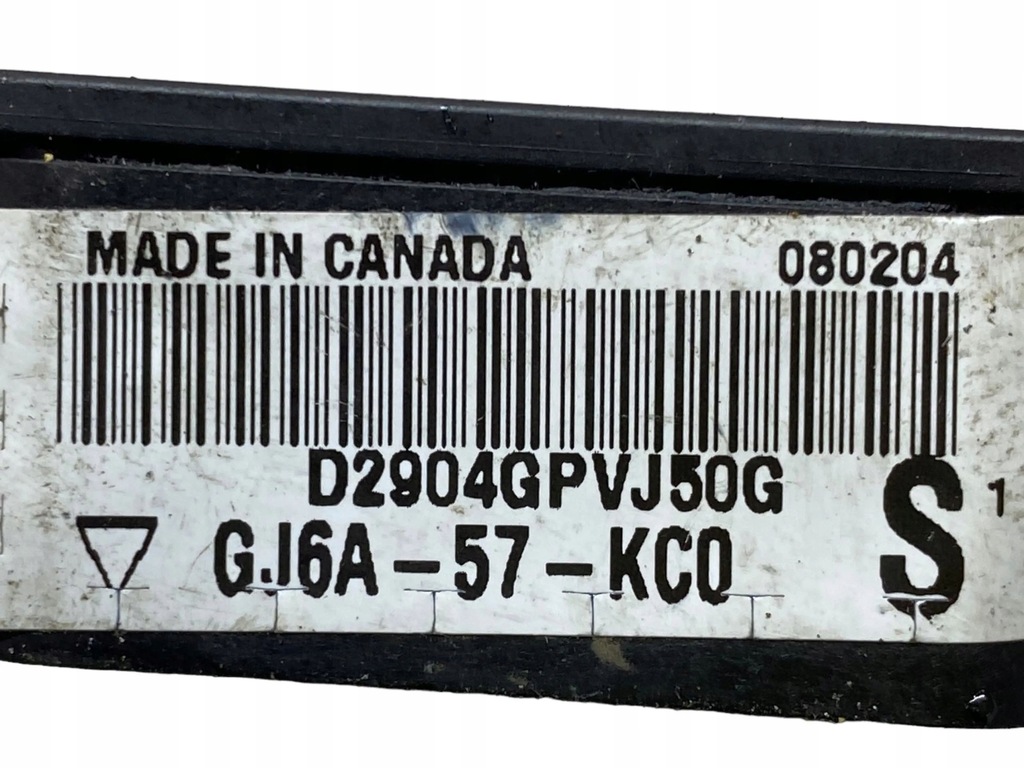 MADE IN CANADA 080204
D2904GPVJ50G
S 1
GJ6A-57-KC0